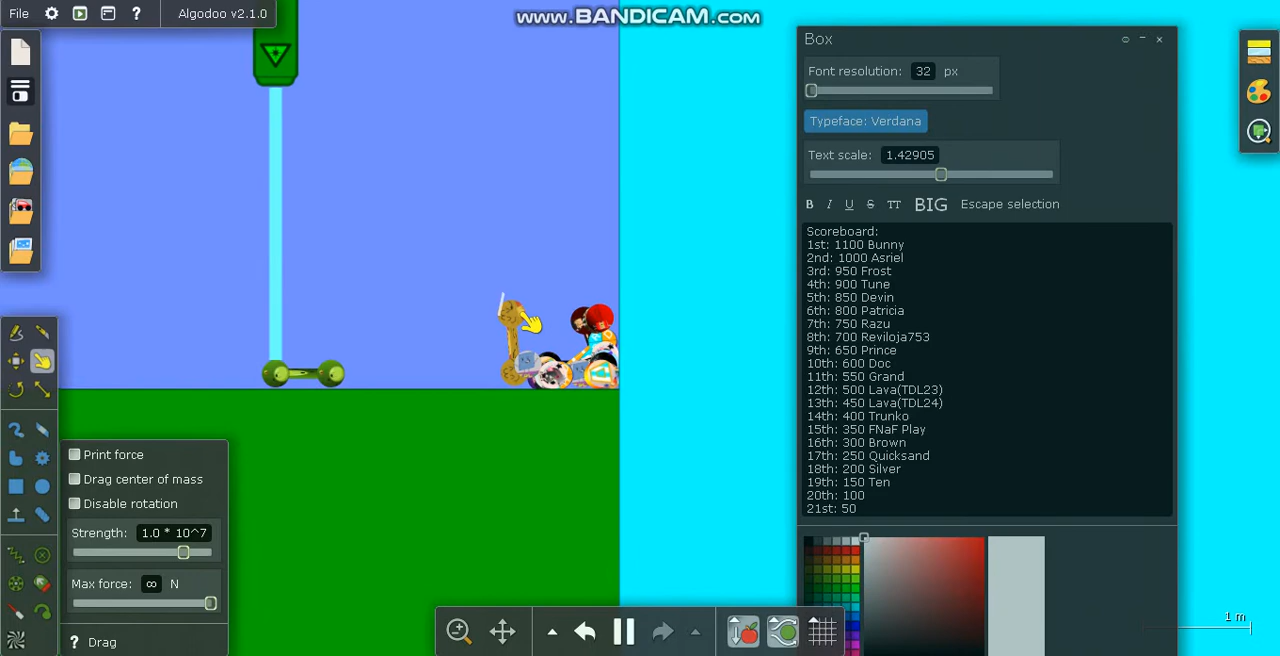 File ? Algodoo v2.1.0
www.BANDICAM.com
Box
Font resolution: 32 px
Typeface: Verdana
Text scale: 1.42905
B I U S TT BIG Escape selection
Scoreboard:
1st: 1100 Bunny
2nd: 1000 Asriel
3rd: 950 Frost
4th: 900 Tune
5th: 850 Devin
6th: 800 Patricia
7th: 750 Razu
8th: 700 Reviloja753
9th: 650 Prince
10th: 600 Doc
11th: 550 Grand
12th: 500 Lava(TDL23)
13th: 450 Lava(TDL24)
14th: 400 Trunko
15th: 350 FNaF Play
16th: 300 Brown
17th: 250 Quicksand
18th: 200 Silver
19th: 150 Ten
20th: 100
21st: 50
Print force
Drag center of mass
Disable rotation
Strength: 1.0 * 10^7
Max force: ∞ N
? Drag
1 m